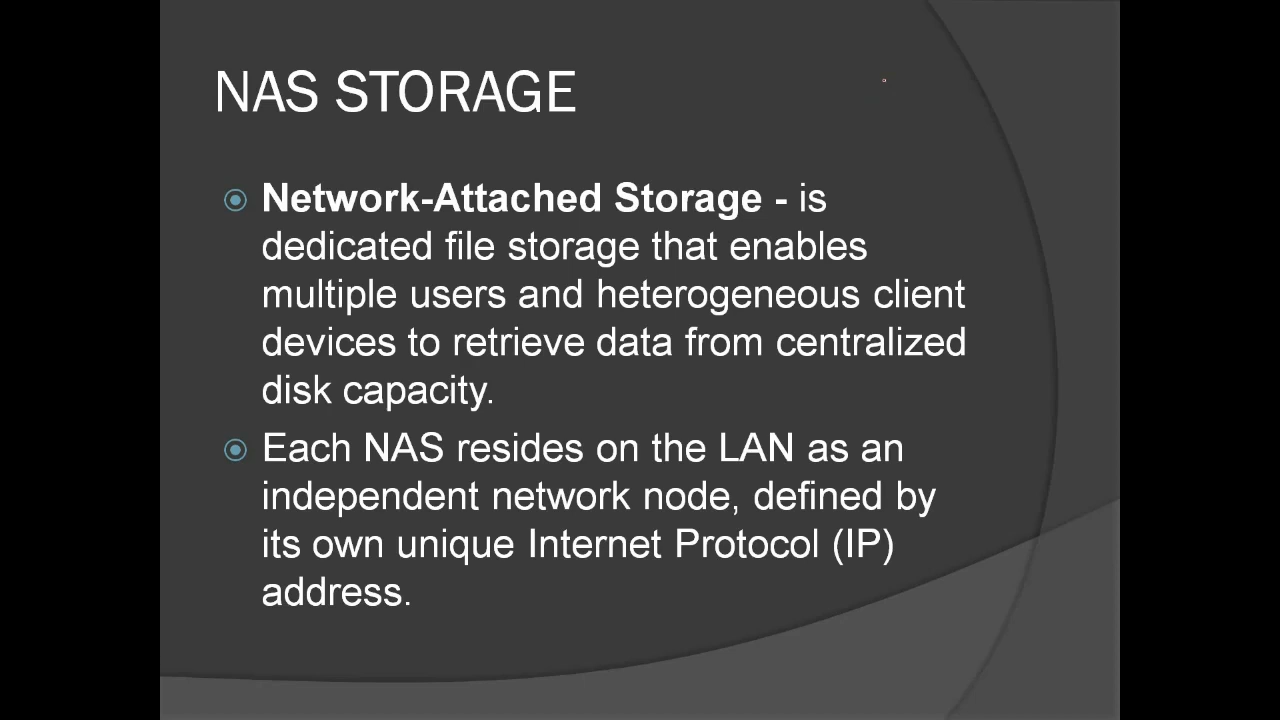 NAS STORAGE
Network-Attached Storage - is
dedicated file storage that enables
multiple users and heterogeneous client
devices to retrieve data from centralized
disk capacity.
Each NAS resides on the LAN as an
independent network node, defined by
its own unique Internet Protocol (IP)
address.